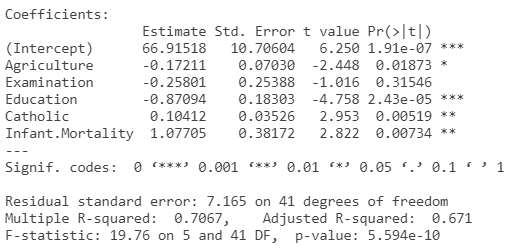 Coefficients:
                 Estimate Std. Error t value Pr(>|t|)
(Intercept)      66.91518   10.70604   6.250 1.91e-07 ***
Agriculture      -0.17211    0.07030  -2.448  0.01873 *
Examination      -0.25801    0.25388  -1.016  0.31546
Education        -0.87094    0.18303  -4.758 2.43e-05 ***
Catholic          0.10412    0.03526   2.953  0.00519 **
Infant.Mortality  1.07705    0.38172   2.822  0.00734 **
---
Signif. codes:  0 ‘***’ 0.001 ‘**’ 0.01 ‘*’ 0.05 ‘.’ 0.1 ‘ ’ 1
Residual standard error: 7.165 on 41 degrees of freedom
Multiple R-squared:  0.7067,    Adjusted R-squared:  0.671
F-statistic: 19.76 on 5 and 41 DF,  p-value: 5.594e-10